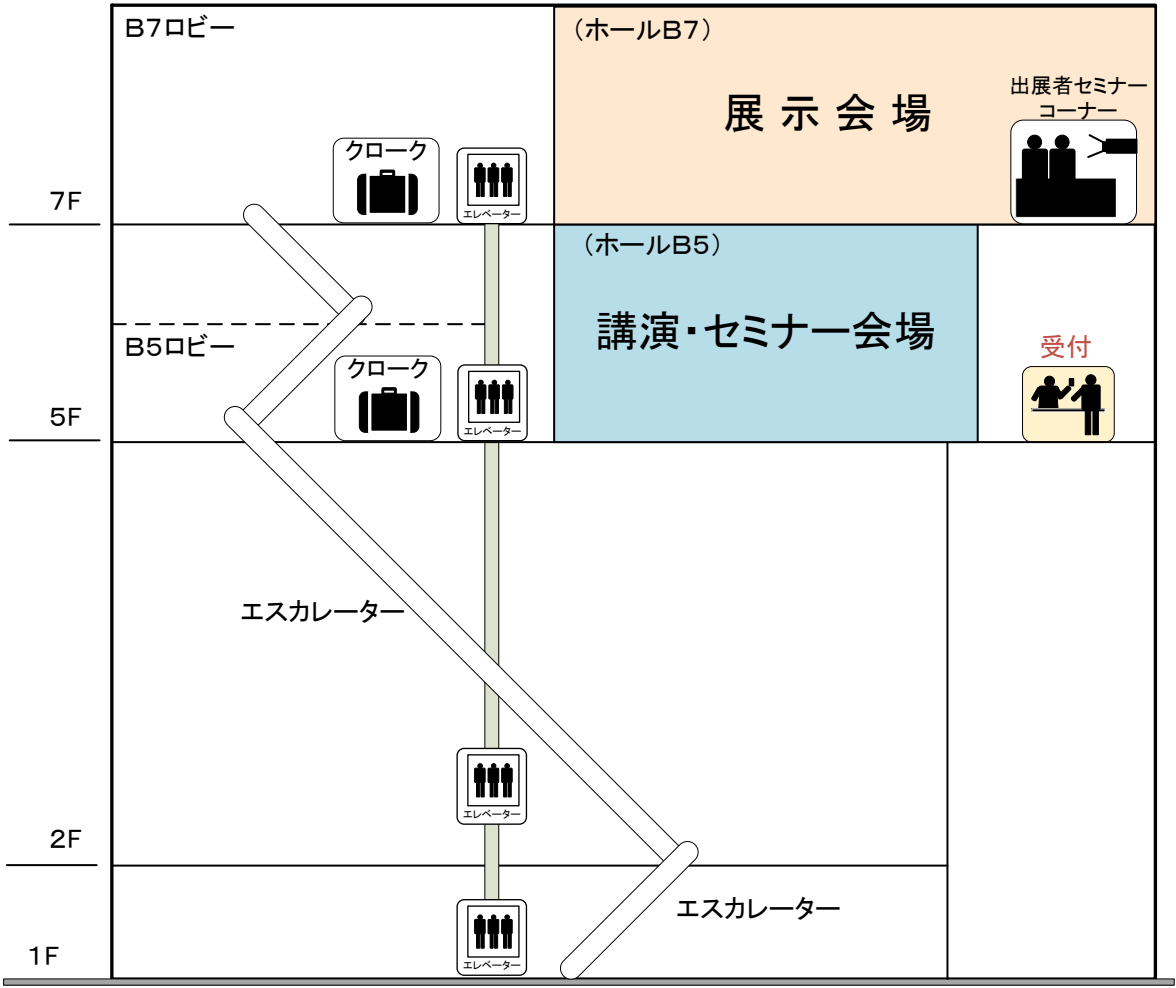 B7ロビー
(ホールB7)
展示会場
出展者セミナー
コーナー
クローク
エレベーター
7F
(ホールB5)
講演・セミナー会場
B5ロビー
受付
クローク
エレベーター
5F
エスカレーター
エレベーター
2F
エスカレーター
エレベーター
1F